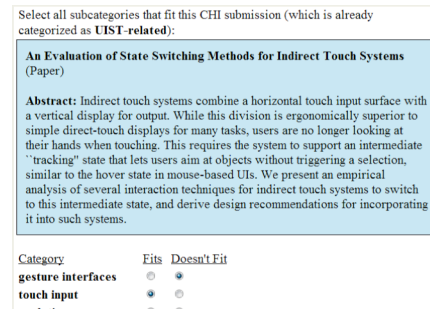 Select all subcategories that fit this CHI submission (which is already
categorized as UIST-related):
An Evaluation of State Switching Methods for Indirect Touch Systems
(Paper)
Abstract: Indirect touch systems combine a horizontal touch input surface with
a vertical display for output. While this division is ergonomically superior to
simple direct-touch displays for many tasks, users are no longer looking at
their hands when touching. This requires the system to support an intermediate
``tracking" state that lets users aim at objects without triggering a selection,
similar to the hover state in mouse-based UIs. We present an empirical
analysis of several interaction techniques for indirect touch systems to switch
to this intermediate state, and derive design recommendations for incorporating
it into such systems.
Category Fits Doesn't Fit
gesture interfaces
touch input